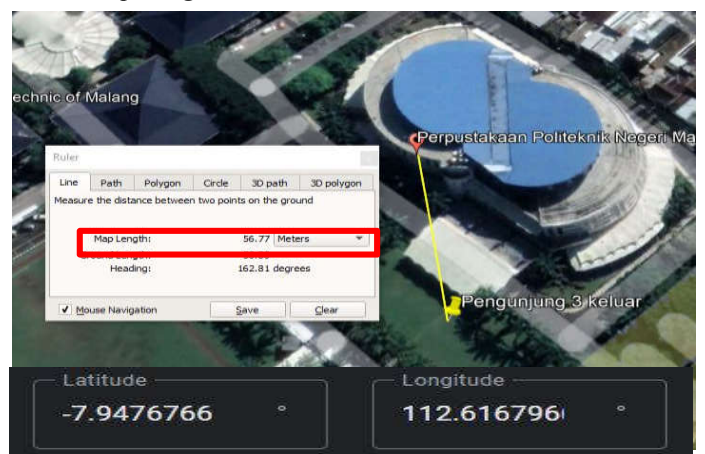 echnic of Malang
Perpustakaan Politeknik Negeri Ma
Ruler
Line Path Polygon Circle 3D path 3D polygon
Measure the distance between two points on the ground
Map Length: 56.77 Meters
Heading: 162.81 degrees
Mouse Navigation Save Clear
Pengunjung 3 keluar
Latitude Longitude
-7.9476766 ° 112.6167960 °